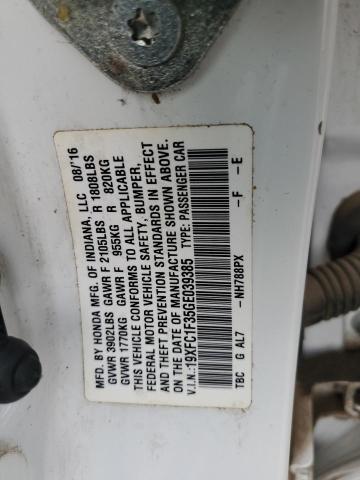 MFD. BY HONDA MFG. OF INDIANA, LLC 08/'16
GVWR 3902LBS GAWR F 2105LBS R 1808LBS
GVWR 1770KG GAWR F 955KG R 820KG
THIS VEHICLE CONFORMS TO ALL APPLICABLE
FEDERAL MOTOR VEHICLE SAFETY, BUMPER,
AND THEFT PREVENTION STANDARDS IN EFFECT
ON THE DATE OF MANUFACTURE SHOWN ABOVE.
V.I.N.:19XFC1F35GE039385 TYPE: PASSENGER CAR
TBC G AL7 -NH788PX -F -E